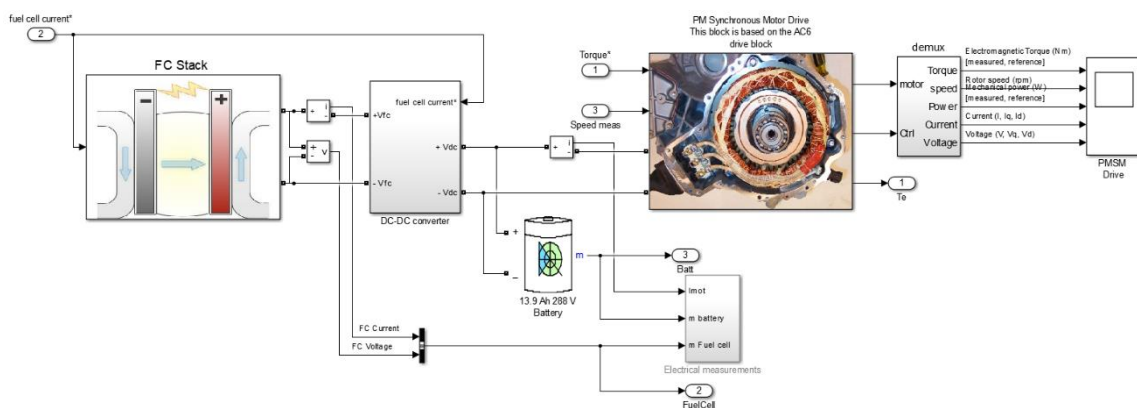 fuel cell current*
2
FC Stack
+
i
-
+
-
v
fuel cell current*
+Vfc
- Vfc
+ Vdc
- Vdc
DC-DC converter
+
i
-
Torque*
1
3
Speed meas
PM Synchronous Motor Drive
This block is based on the AC6
drive block
demux
motor
Ctrl
Torque
speed
Power
Current
Voltage
Electromagnetic Torque (Nm)
[measured, reference]
Rotor speed (rpm)
Mechanical power (W)
[measured, reference]
Current (I, Iq, Id)
Voltage (V, Vq, Vd)
PMSM
Drive
1
Te
+
–
m
13.9 Ah 288 V
Battery
3
Batt
Imot
m battery
m Fuel cell
Electrical measurements
FC Current
FC Voltage
2
FuelCell